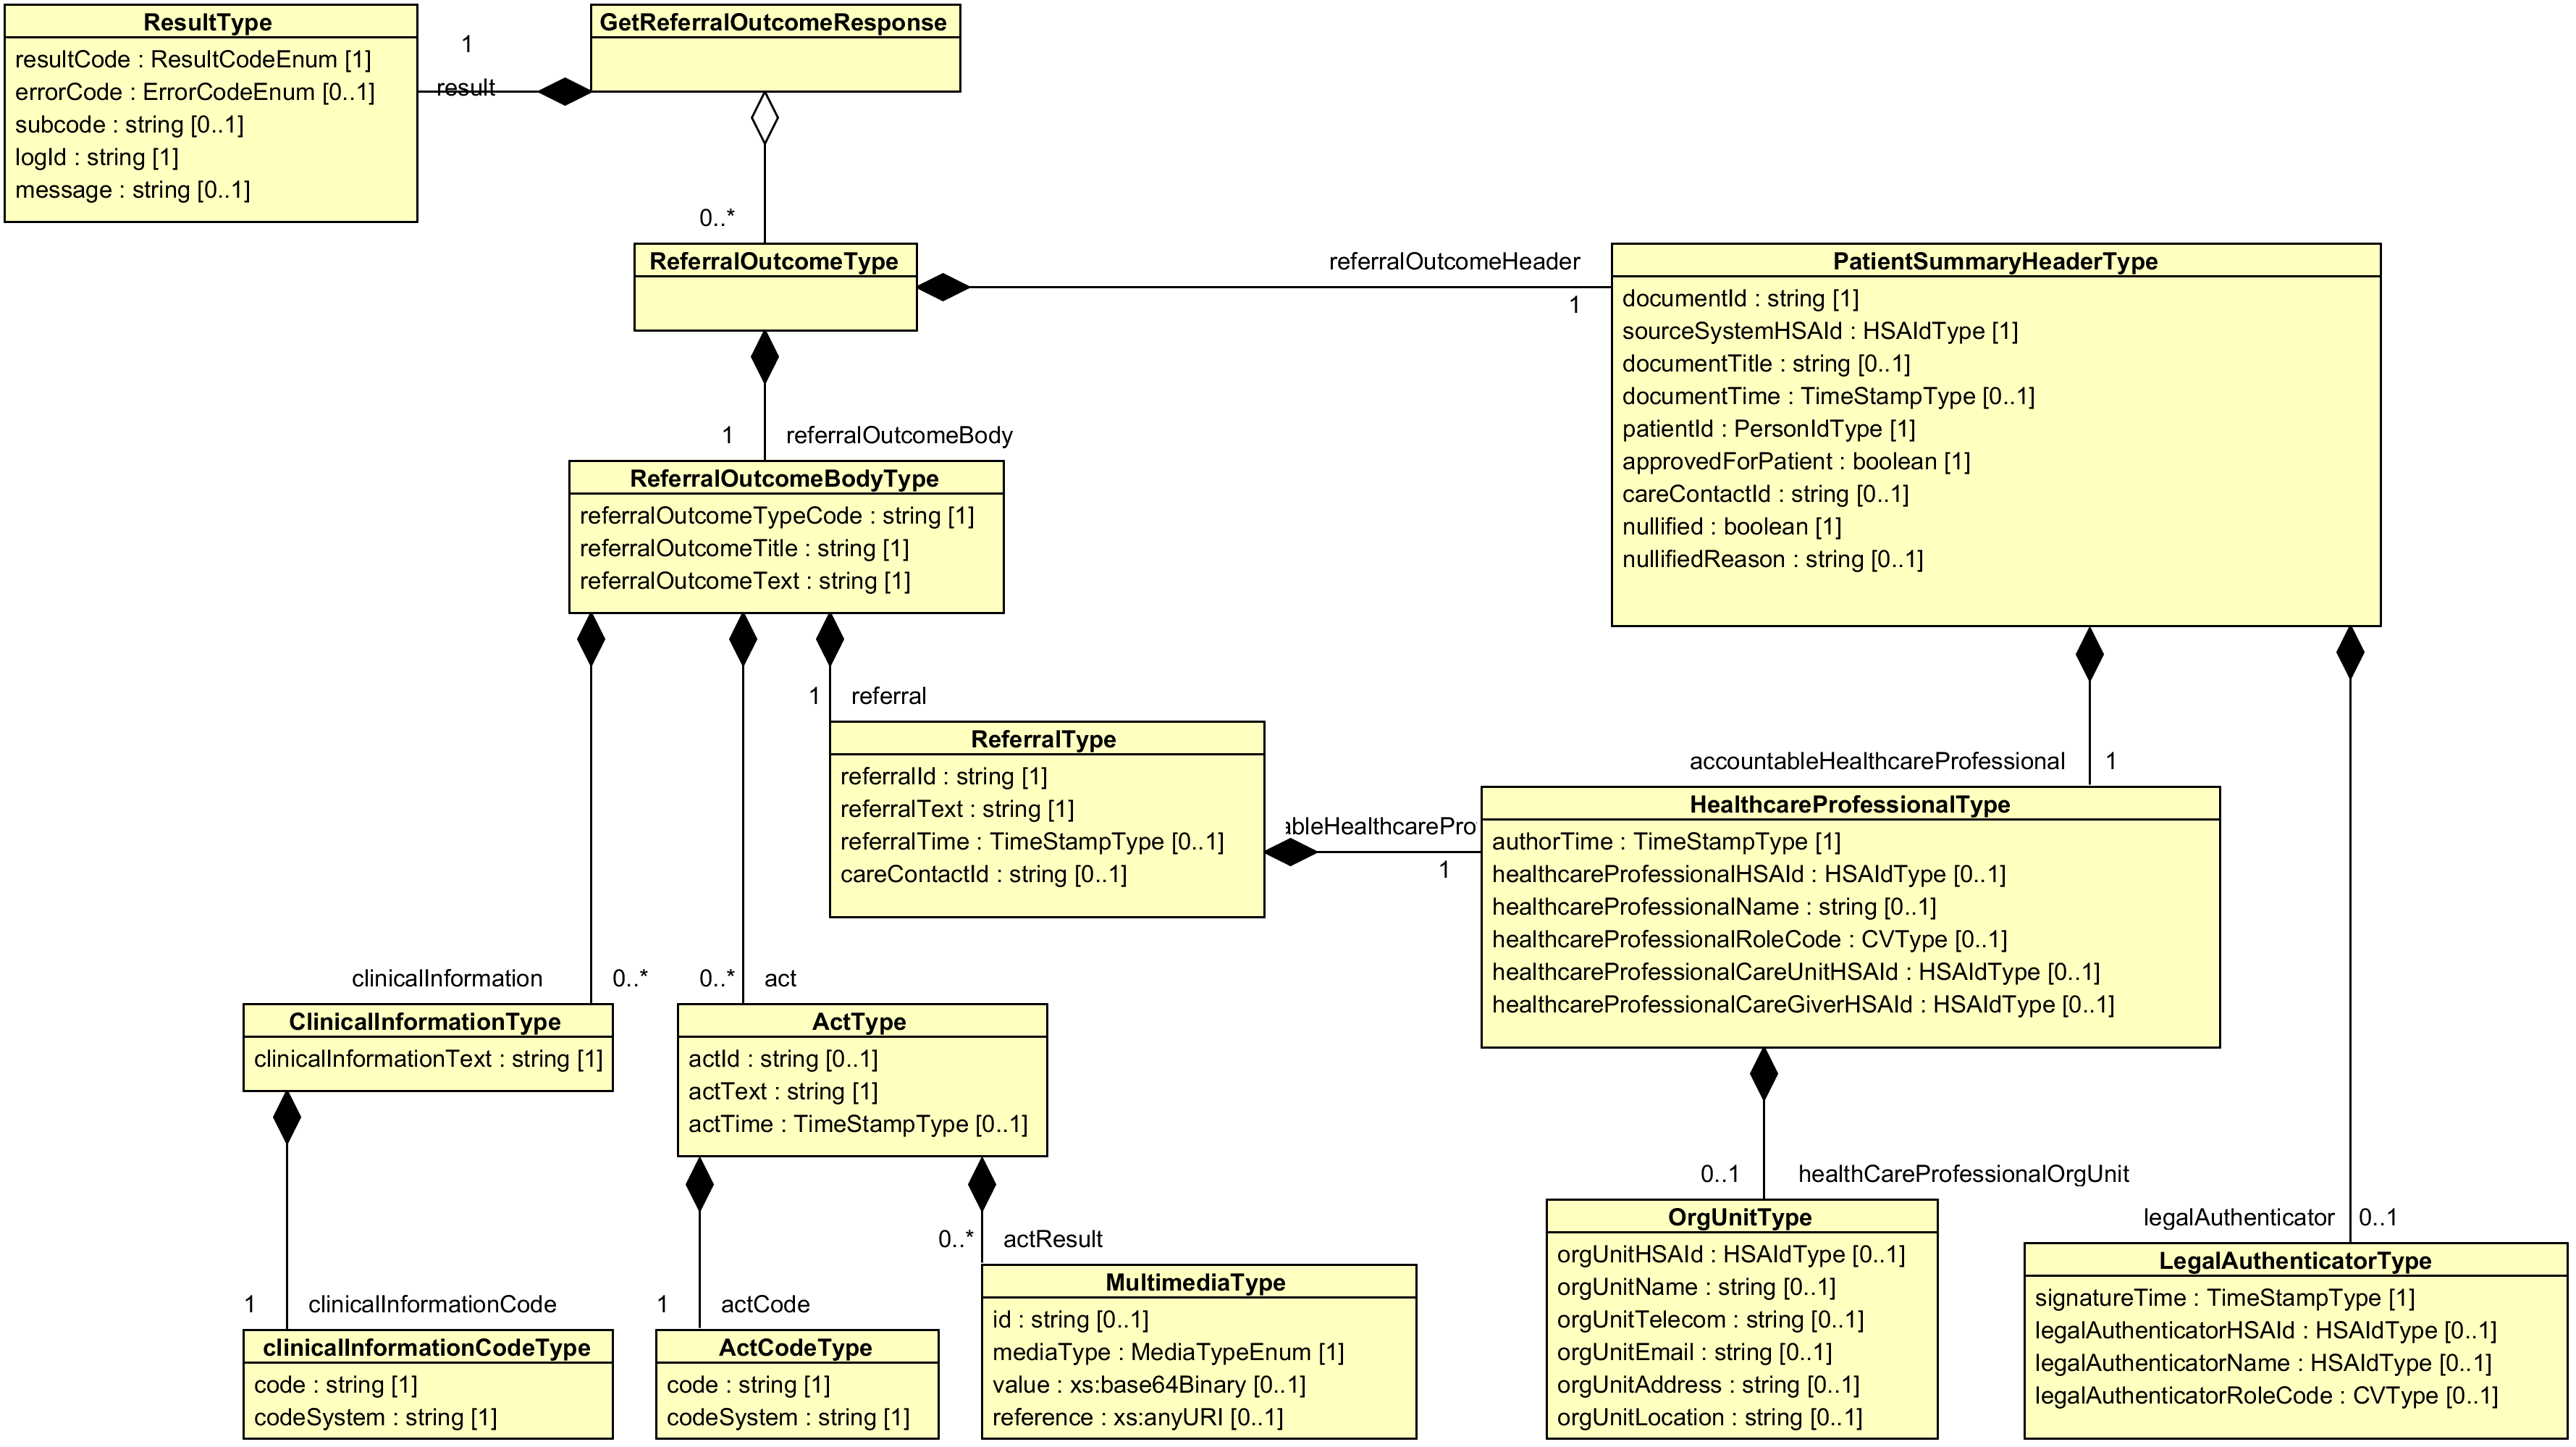 ResultType
resultCode : ResultCodeEnum [1]
errorCode : ErrorCodeEnum [0..1]
subcode : string [0..1]
logId : string [1]
message : string [0..1]
1
result
GetReferralOutcomeResponse
0..*
ReferralOutcomeType
referralOutcomeHeader
1
PatientSummaryHeaderType
documentId : string [1]
sourceSystemHSAId : HSAIdType [1]
documentTitle : string [0..1]
documentTime : TimeStampType [0..1]
patientId : PersonIdType [1]
approvedForPatient : boolean [1]
careContactId : string [0..1]
nullified : boolean [1]
nullifiedReason : string [0..1]
1 referralOutcomeBody
ReferralOutcomeBodyType
referralOutcomeTypeCode : string [1]
referralOutcomeTitle : string [1]
referralOutcomeText : string [1]
1 referral
ReferralType
referralId : string [1]
referralText : string [1]
referralTime : TimeStampType [0..1]
careContactId : string [0..1]
ableHealthcarePro
1
accountableHealthcareProfessional 1
HealthcareProfessionalType
authorTime : TimeStampType [1]
healthcareProfessionalHSAId : HSAIdType [0..1]
healthcareProfessionalName : string [0..1]
healthcareProfessionalRoleCode : CVType [0..1]
healthcareProfessionalCareUnitHSAId : HSAIdType [0..1]
healthcareProfessionalCareGiverHSAId : HSAIdType [0..1]
clinicalInformation 0..*
ClinicalInformationType
clinicalInformationText : string [1]
0..* act
ActType
actId : string [0..1]
actText : string [1]
actTime : TimeStampType [0..1]
1 clinicalInformationCode
clinicalInformationCodeType
code : string [1]
codeSystem : string [1]
1 actCode
ActCodeType
code : string [1]
codeSystem : string [1]
0..* actResult
MultimediaType
id : string [0..1]
mediaType : MediaTypeEnum [1]
value : xs:base64Binary [0..1]
reference : xs:anyURI [0..1]
0..1 healthCareProfessionalOrgUnit
OrgUnitType
orgUnitHSAId : HSAIdType [0..1]
orgUnitName : string [0..1]
orgUnitTelecom : string [0..1]
orgUnitEmail : string [0..1]
orgUnitAddress : string [0..1]
orgUnitLocation : string [0..1]
legalAuthenticator 0..1
LegalAuthenticatorType
signatureTime : TimeStampType [1]
legalAuthenticatorHSAId : HSAIdType [0..1]
legalAuthenticatorName : HSAIdType [0..1]
legalAuthenticatorRoleCode : CVType [0..1]